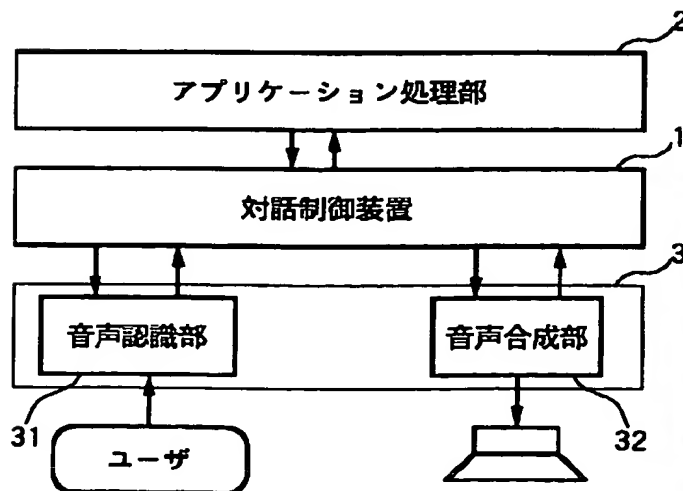 2
アプリケーション処理部
1
対話制御装置
3
音声認識部
音声合成部
31
32
ユーザ